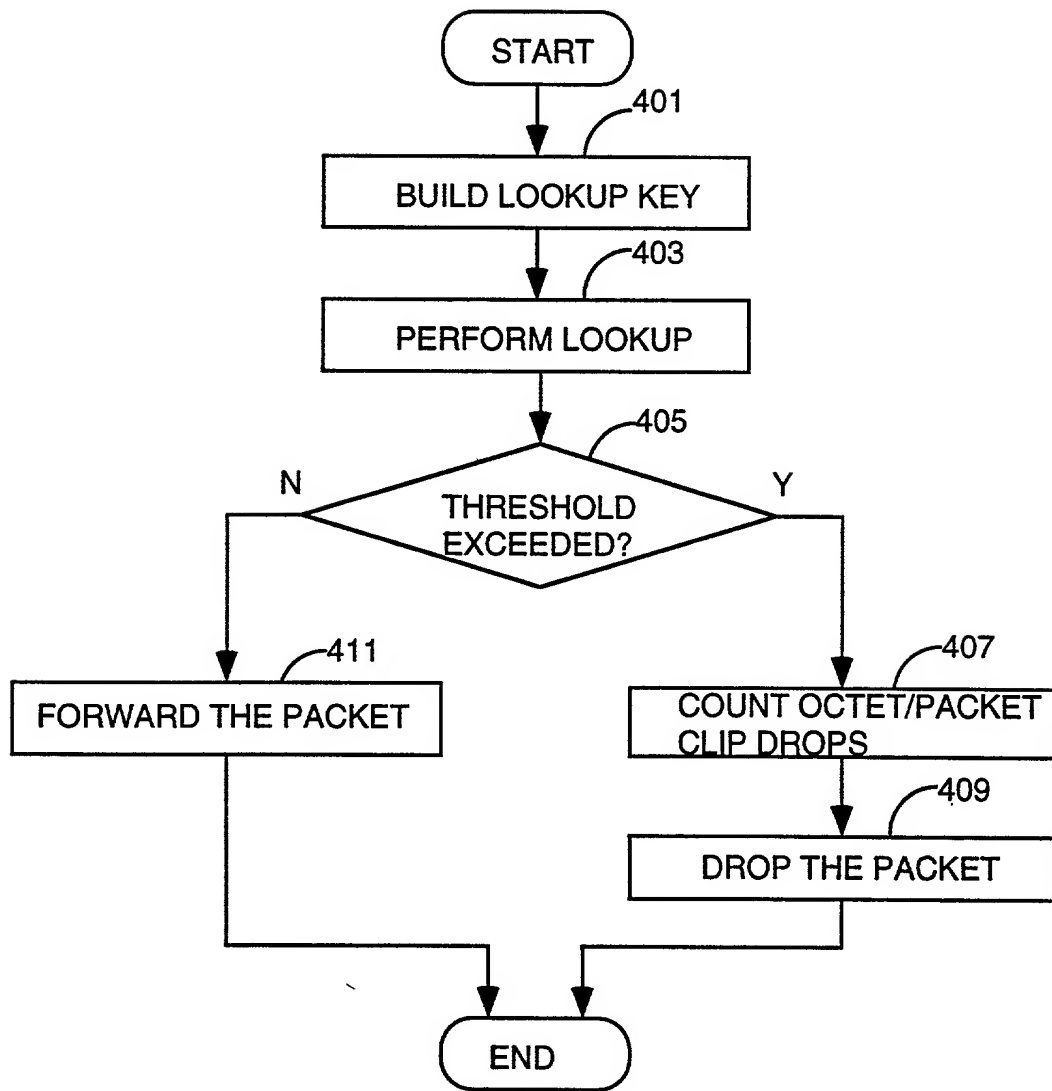 START
401
BUILD LOOKUP KEY
403
PERFORM LOOKUP
405
N
Y
THRESHOLD
EXCEEDED?
411
FORWARD THE PACKET
407
COUNT OCTET/PACKET
CLIP DROPS
409
DROP THE PACKET
END